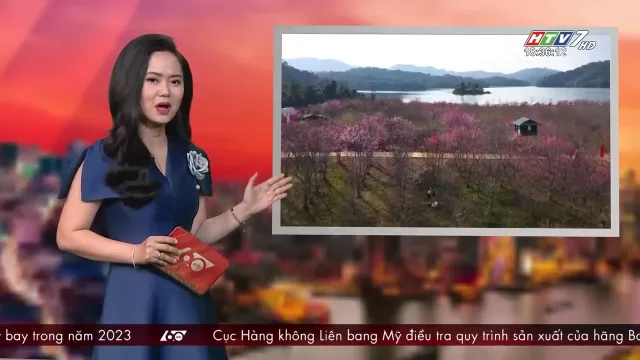 HTV7 HD
18:36:12
bay trong năm 2023 60 Cục Hàng không Liên bang Mỹ điều tra quy trình sản xuất của hãng Bo